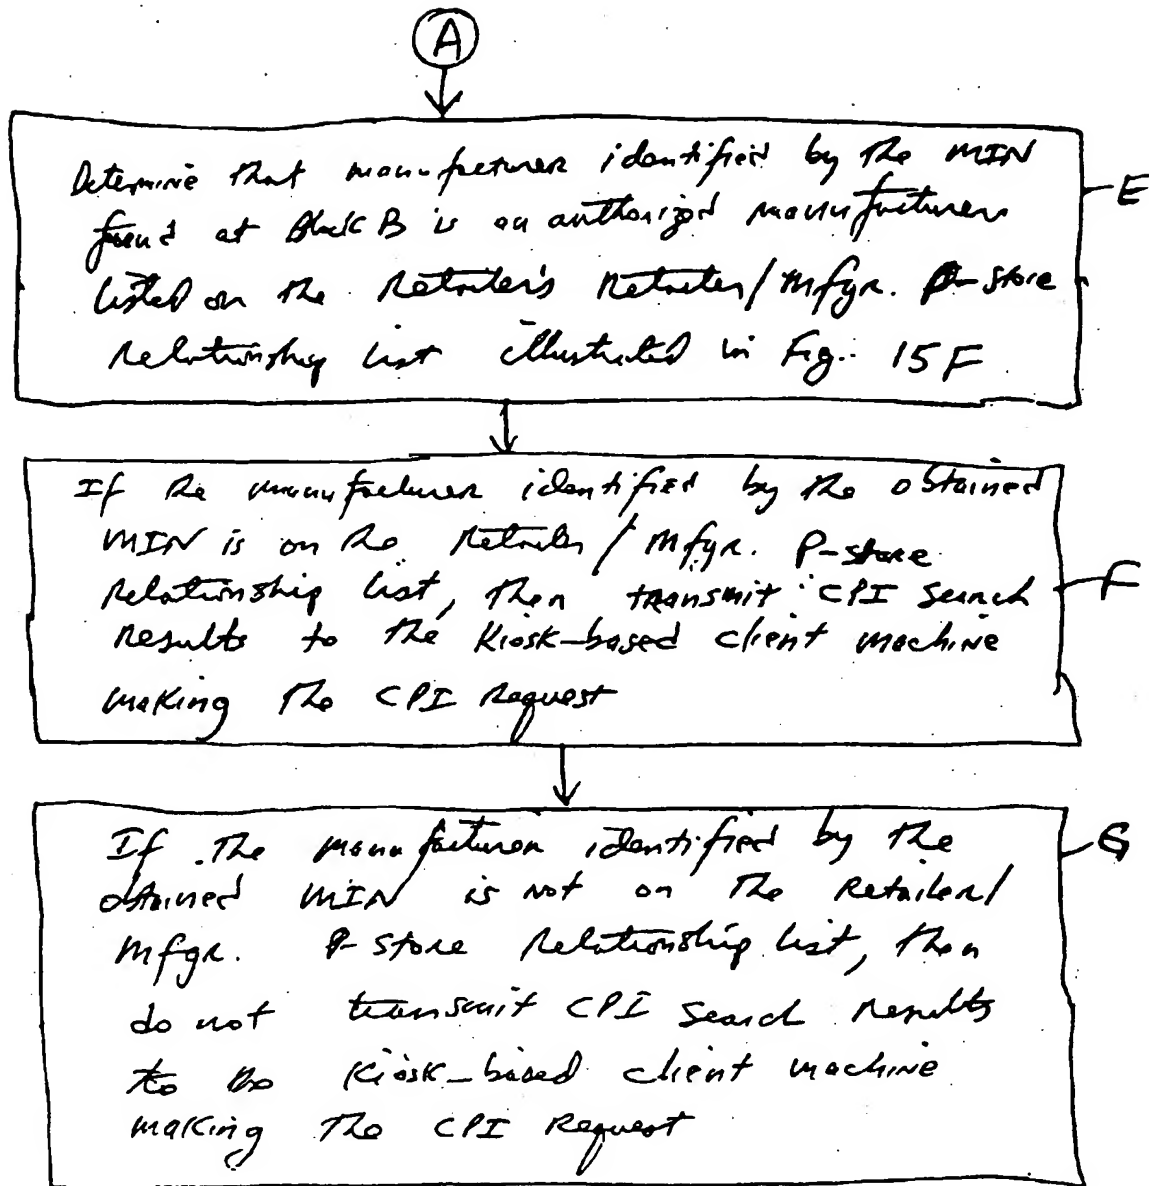 A
Determine that manufacturer identified by the MIN
found at Block B is an authorized manufacturer
listed on the Retailer's Retailer/Mfgr. P-store
Relationship list illustrated in Fig. 15F
E
If the manufacturer identified by the obtained
MIN is on the Retailer/Mfgr. P-store
Relationship list, then transmit CPI Search
Results to the Kiosk-based client machine
making the CPI Request
F
If the manufacturer identified by the
obtained MIN is not on the Retailer/
Mfgr. P-store Relationship list, then
do not transmit CPI Search Results
to the Kiosk-based client machine
making the CPI Request
G